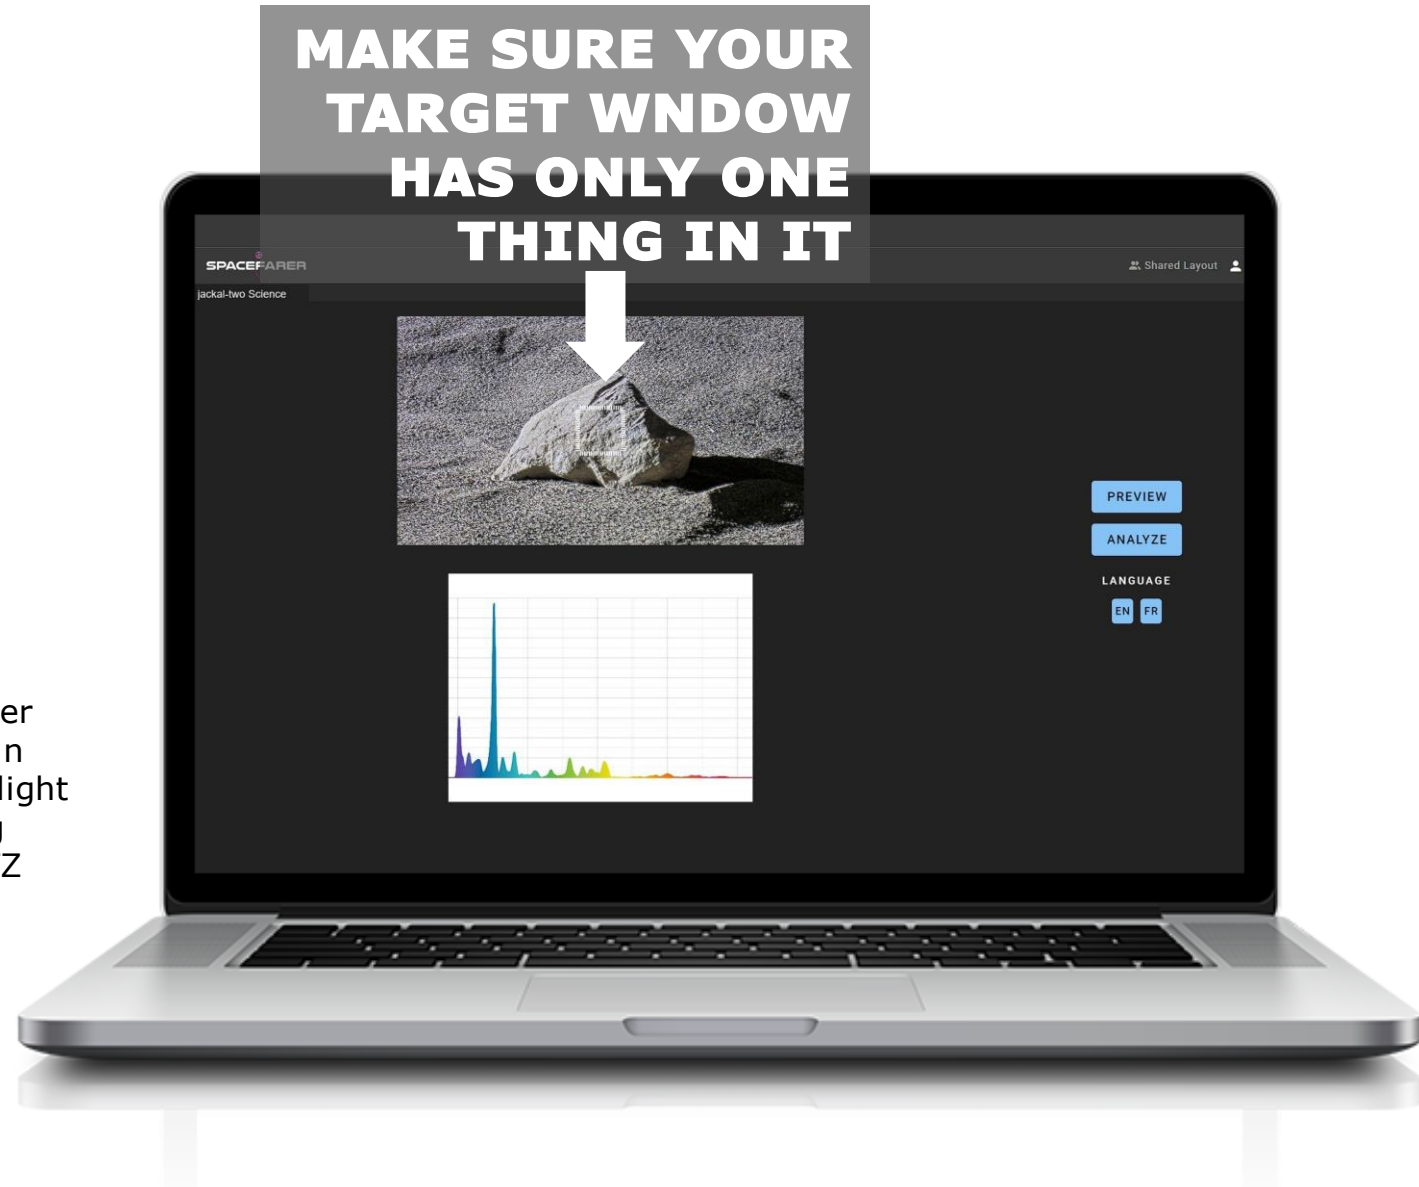 MAKE SURE YOUR
TARGET WNDOW
HAS ONLY ONE
THING IN IT
SPACEFARER
Shared Layout
jackal-two Science
PREVIEW
ANALYZE
LANGUAGE
EN FR
er
n
light
Z